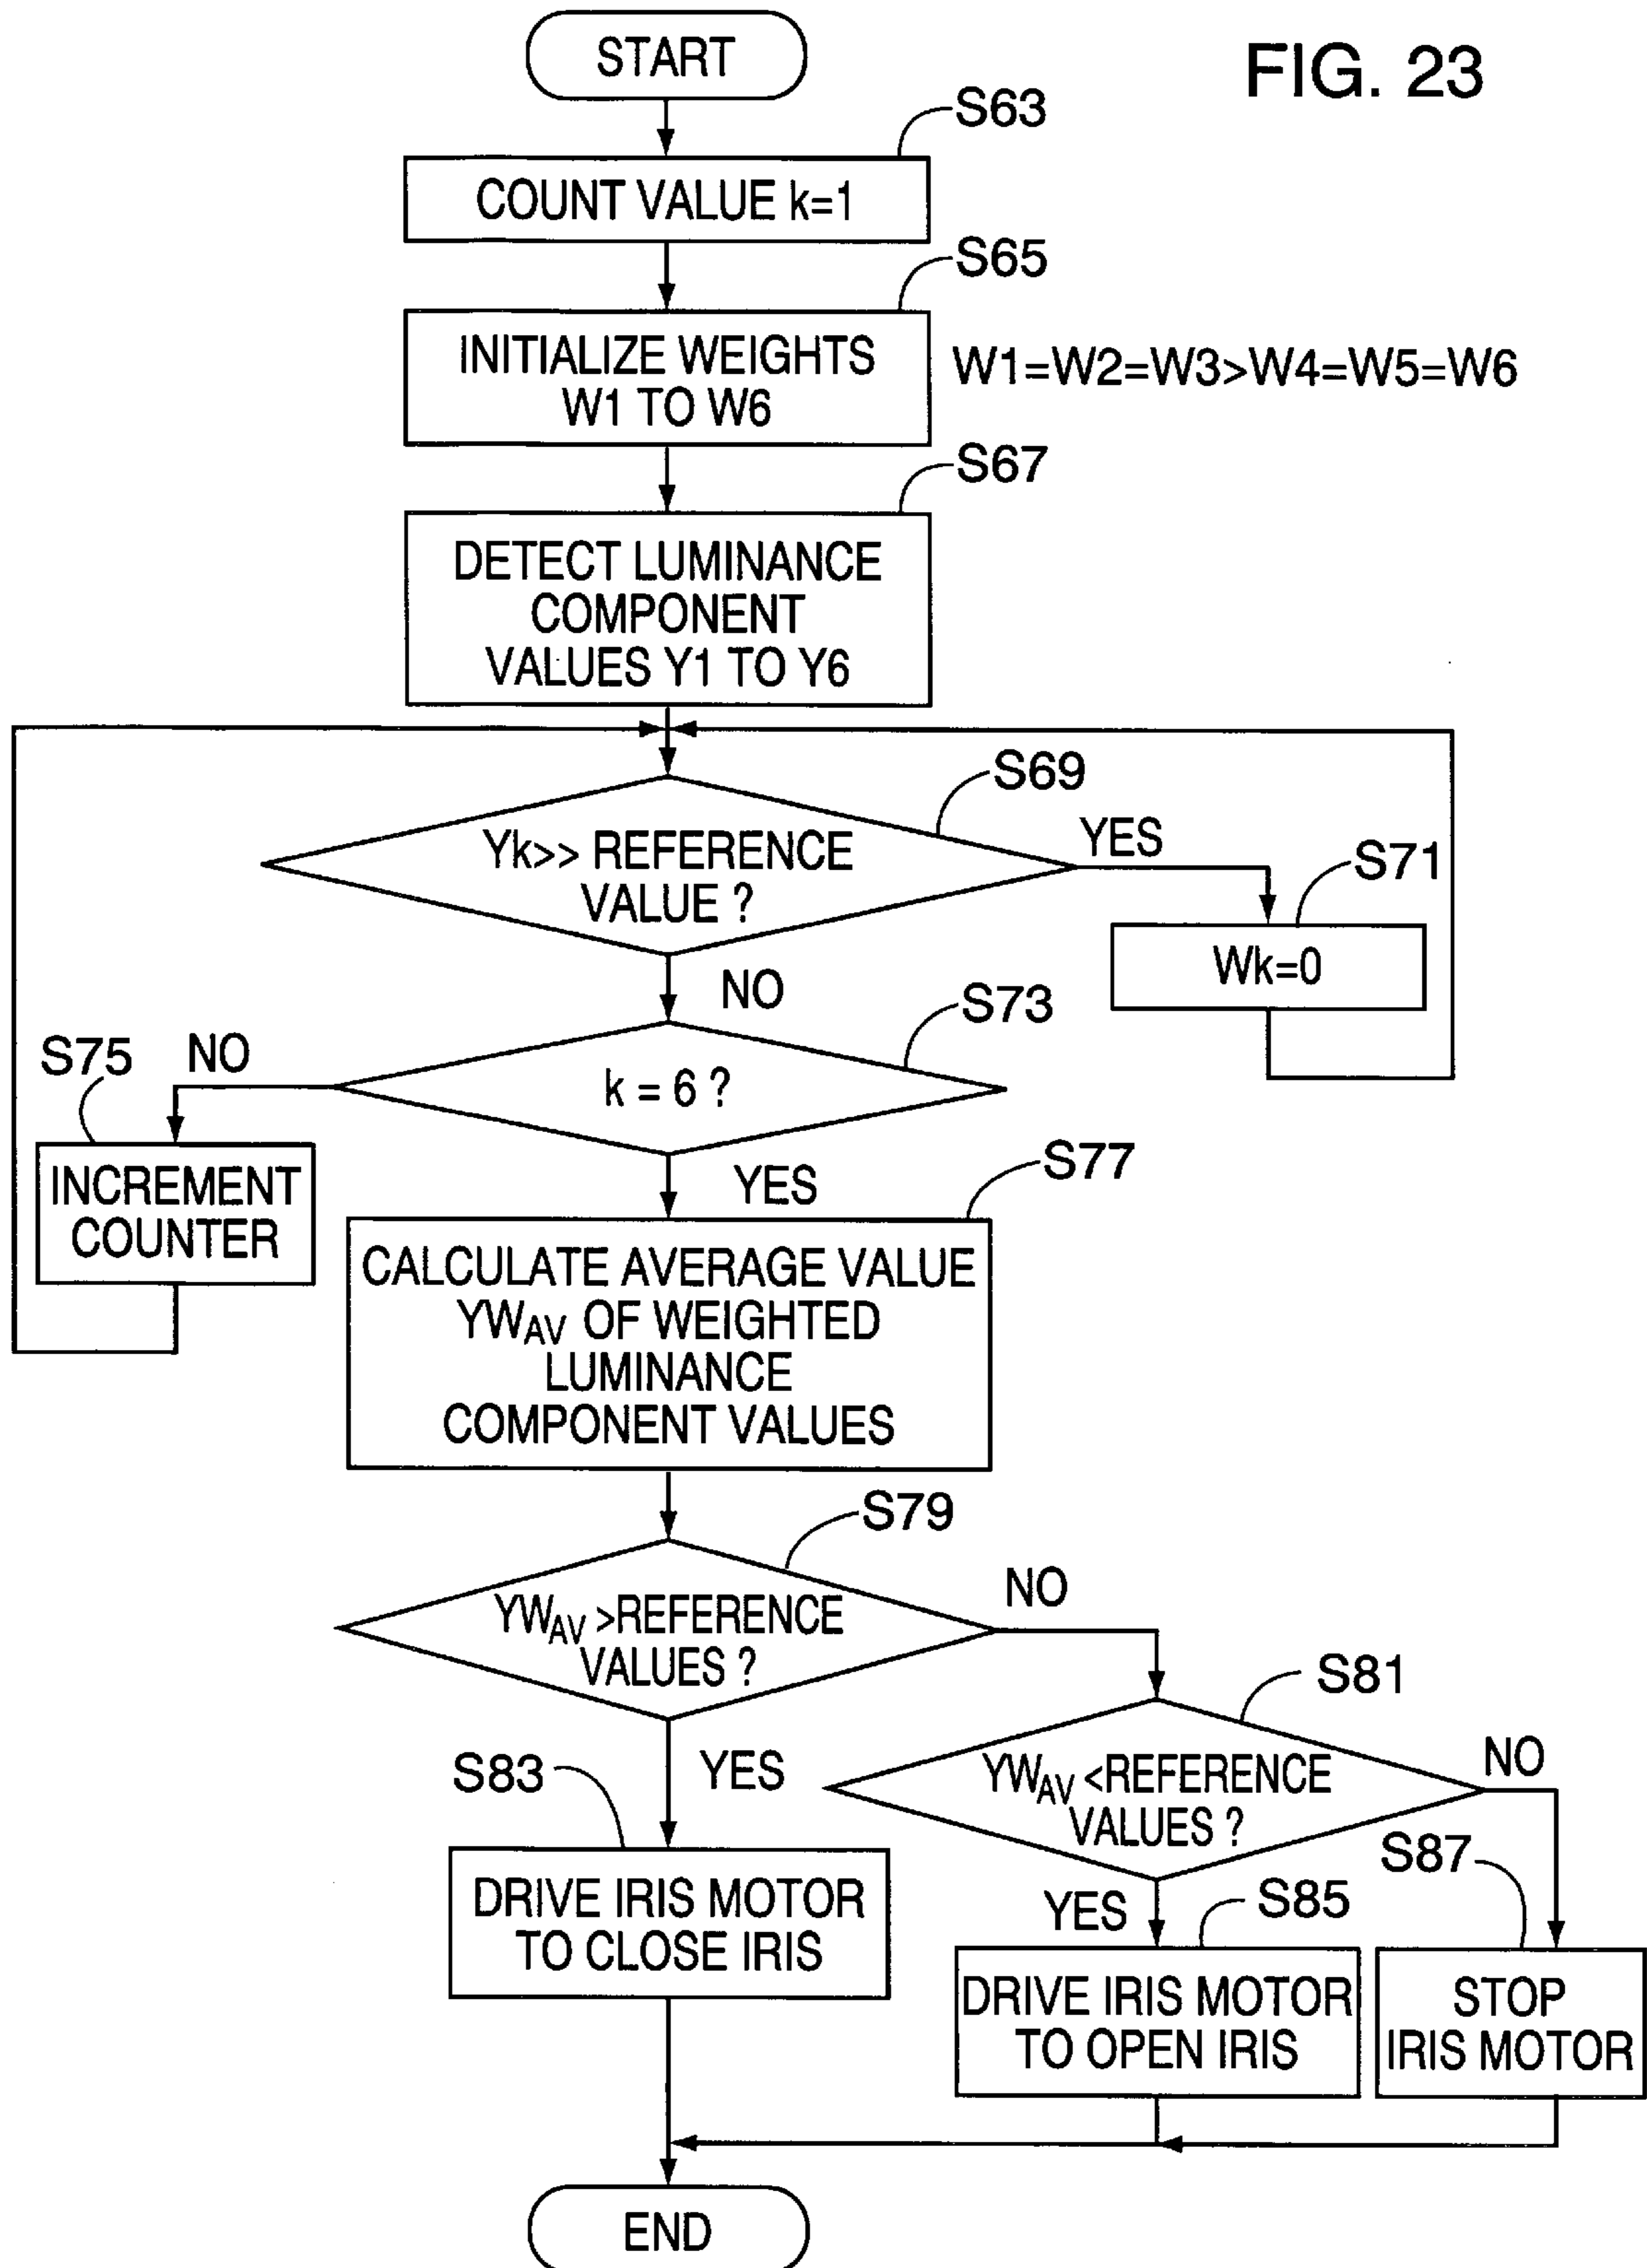 START
FIG. 23
S63
COUNT VALUE k=1
S65
INITIALIZE WEIGHTS
W1 TO W6
W1=W2=W3>W4=W5=W6
S67
DETECT LUMINANCE
COMPONENT
VALUES Y1 TO Y6
S69
Yk>> REFERENCE
VALUE ?
YES
S71
Wk=0
NO
S73
k = 6 ?
NO
S75
INCREMENT
COUNTER
YES
S77
CALCULATE AVERAGE VALUE
YWAV OF WEIGHTED
LUMINANCE
COMPONENT VALUES
S79
YWAV >REFERENCE
VALUES ?
NO
S81
YWAV <REFERENCE
VALUES ?
NO
YES
S83
DRIVE IRIS MOTOR
TO CLOSE IRIS
YES
S85
DRIVE IRIS MOTOR
TO OPEN IRIS
S87
STOP
IRIS MOTOR
END